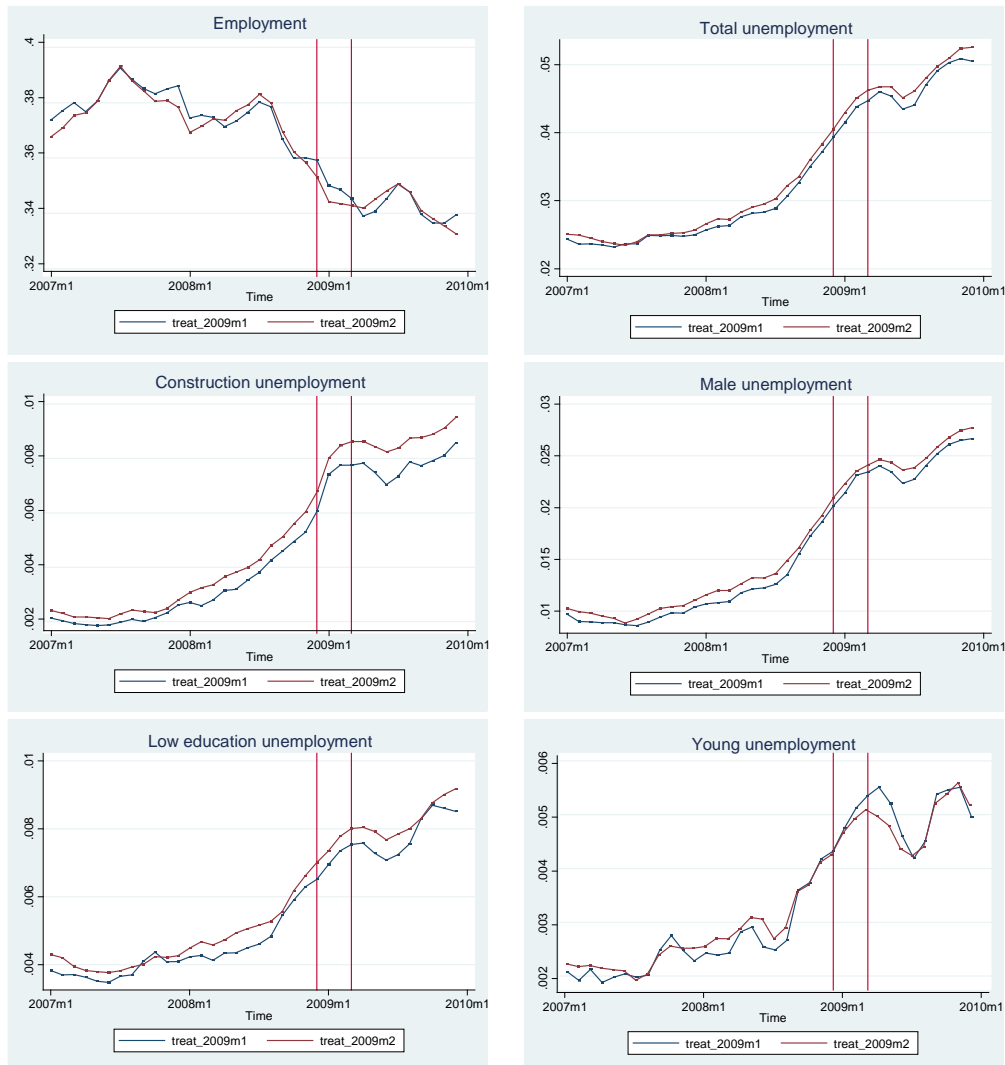 Employment
.4
.38
.36
.34
.32
2007m1 2008m1 2009m1 2010m1
Time
treat_2009m1 treat_2009m2
Total unemployment
.05
.04
.03
.02
2007m1 2008m1 2009m1 2010m1
Time
treat_2009m1 treat_2009m2
Construction unemployment
.01
.008
.006
.004
.002
2007m1 2008m1 2009m1 2010m1
Time
treat_2009m1 treat_2009m2
Male unemployment
.03
.025
.02
.015
.01
2007m1 2008m1 2009m1 2010m1
Time
treat_2009m1 treat_2009m2
Low education unemployment
.01
.008
.006
.004
2007m1 2008m1 2009m1 2010m1
Time
treat_2009m1 treat_2009m2
Young unemployment
.006
.005
.004
.003
.002
2007m1 2008m1 2009m1 2010m1
Time
treat_2009m1 treat_2009m2